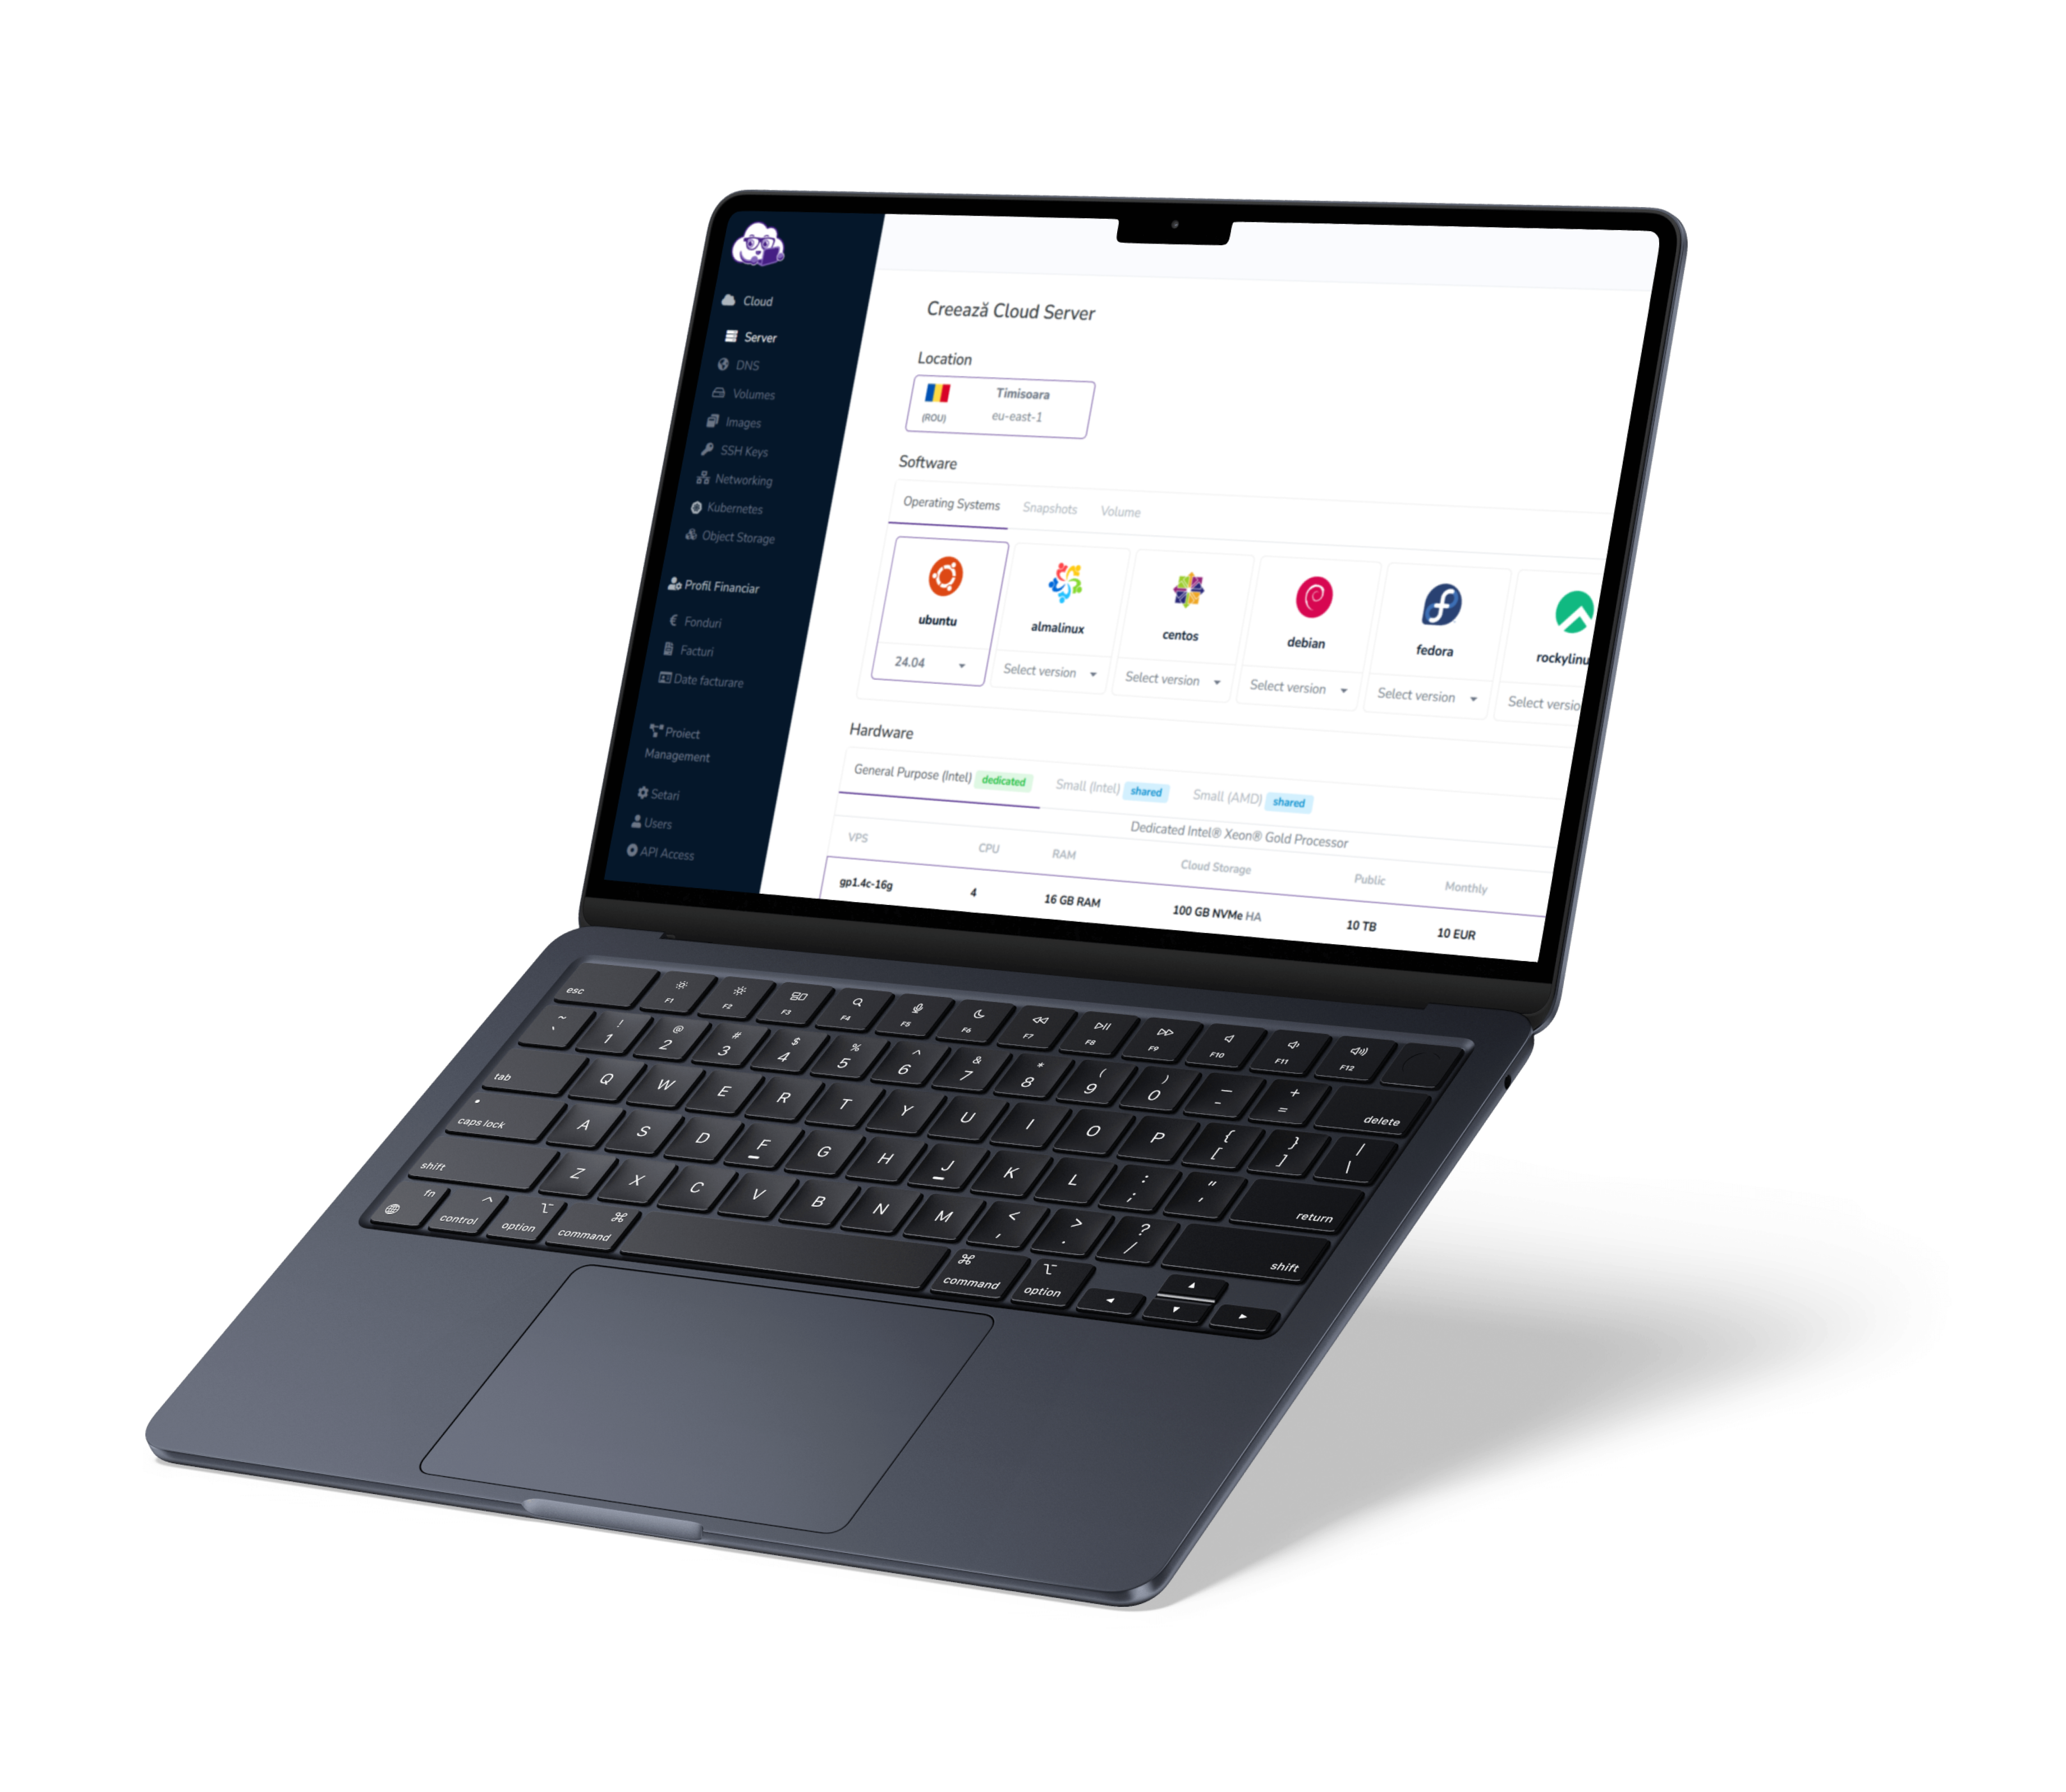 Cloud
Server
DNS
Volumes
Images
SSH Keys
Networking
Kubernetes
Object Storage
Profil Financiar
Fonduri
Facturi
Date facturare
Proiect
Management
Setari
Users
API Access
Creează Cloud Server
Location
Timisoara
(ROU) eu-east-1
Software
Operating Systems Snapshots Volume
ubuntu almalinux centos debian fedora rockylinu
24.04 Select version Select version Select version Select version Select versio
Hardware
General Purpose (Intel) dedicated Small (Intel) shared Small (AMD) shared
Dedicated Intel® Xeon® Gold Processor
VPS CPU RAM Cloud Storage Public Monthly
gp1.4c-16g 4 16 GB RAM 100 GB NVMe HA 10 TB 10 EUR
esc F1 F2 F3 F4 F5 F6 F7 F8 F9 F10 F11 F12
~ ! @ # $ % ^ & * ( ) — +
` 1 2 3 4 5 6 7 8 9 0 - = delete
tab Q W E R T Y U I O P { [ } ] | \
caps lock A S D F G H J K L : ; " ' return
shift Z X C V B N M < , > . ? / shift
fn control option command command option